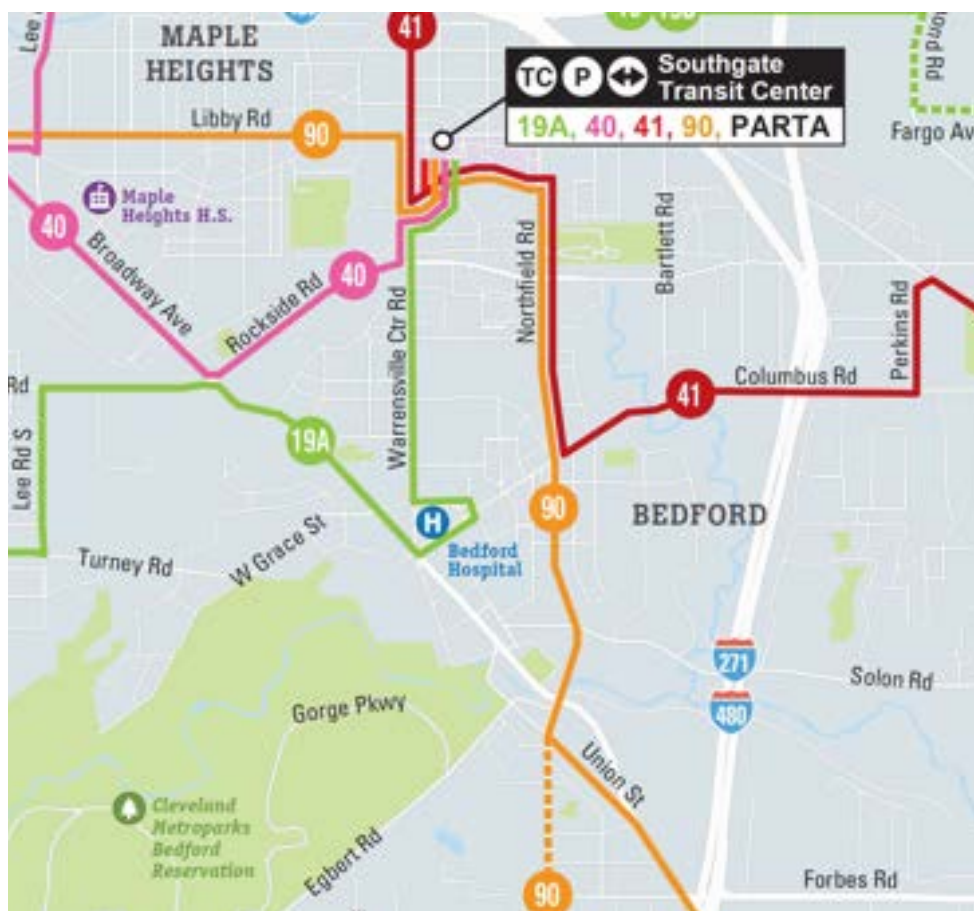 Lee
MAPLE
HEIGHTS
41
Southgate
Transit Center
TC
P
19A, 40, 41, 90, PARTA
Libby Rd
90
Fargo Av
Maple
Heights H.S.
40
Broadway Ave
Rockside Rd
40
Warrensville Ctr Rd
Northfield Rd
Bartlett Rd
Perkins Rd
Columbus Rd
41
Rd
Lee Rd S
19A
90
BEDFORD
H
Bedford
Hospital
Turney Rd
W Grace St
271
480
Solon Rd
Gorge Pkwy
Union St
Cleveland
Metroparks
Bedford
Reservation
Egbert Rd
90
Forbes Rd